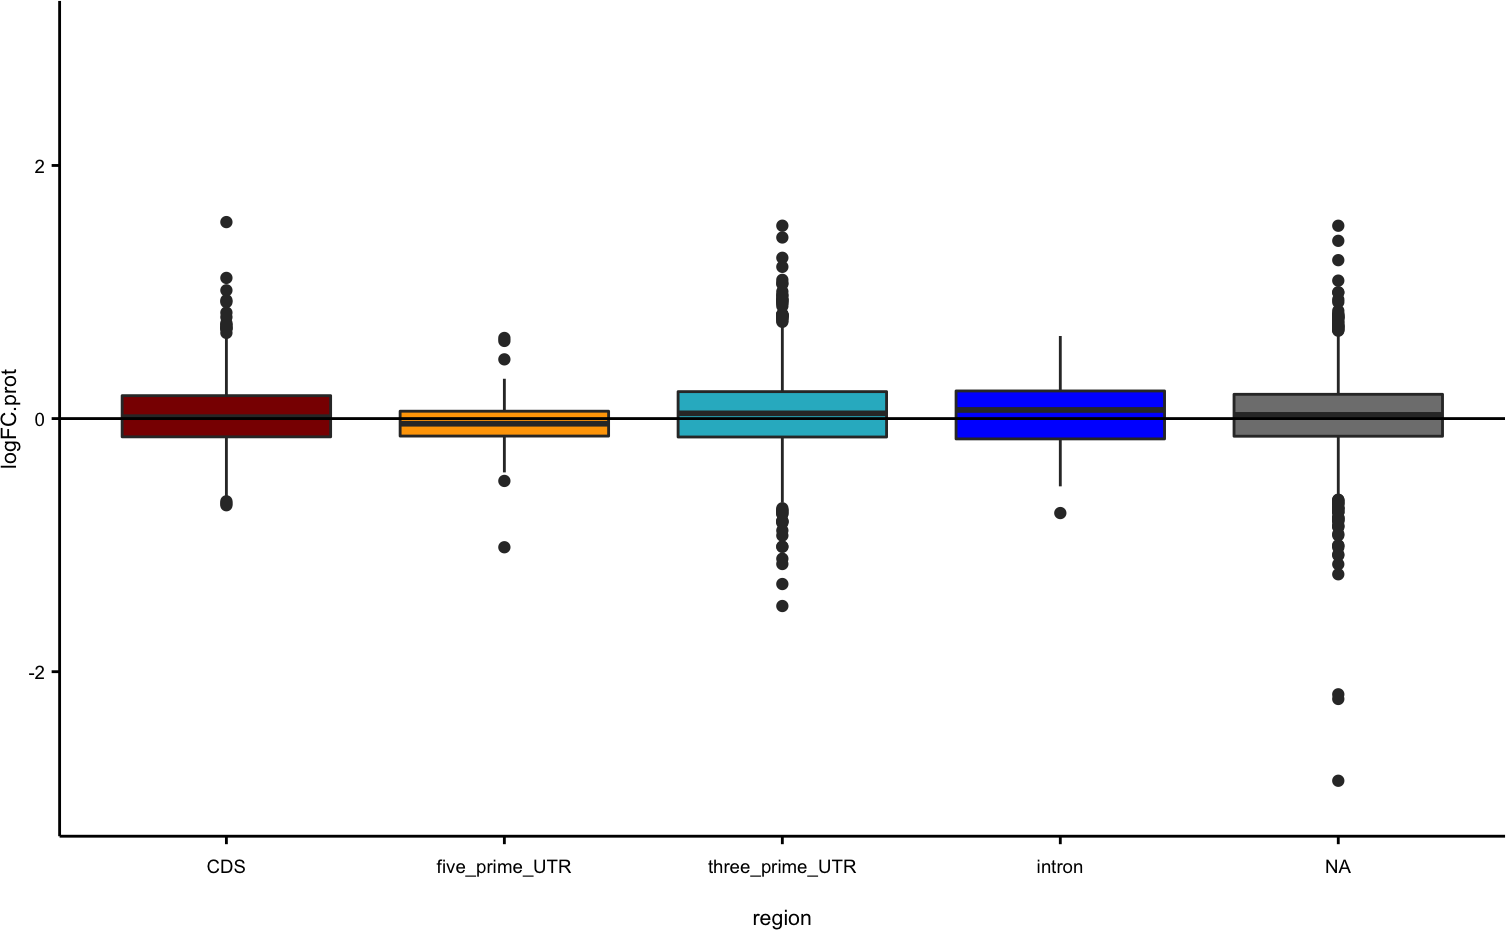 logFC.prot
2
0
-2
CDS
five_prime_UTR
three_prime_UTR
intron
NA
region